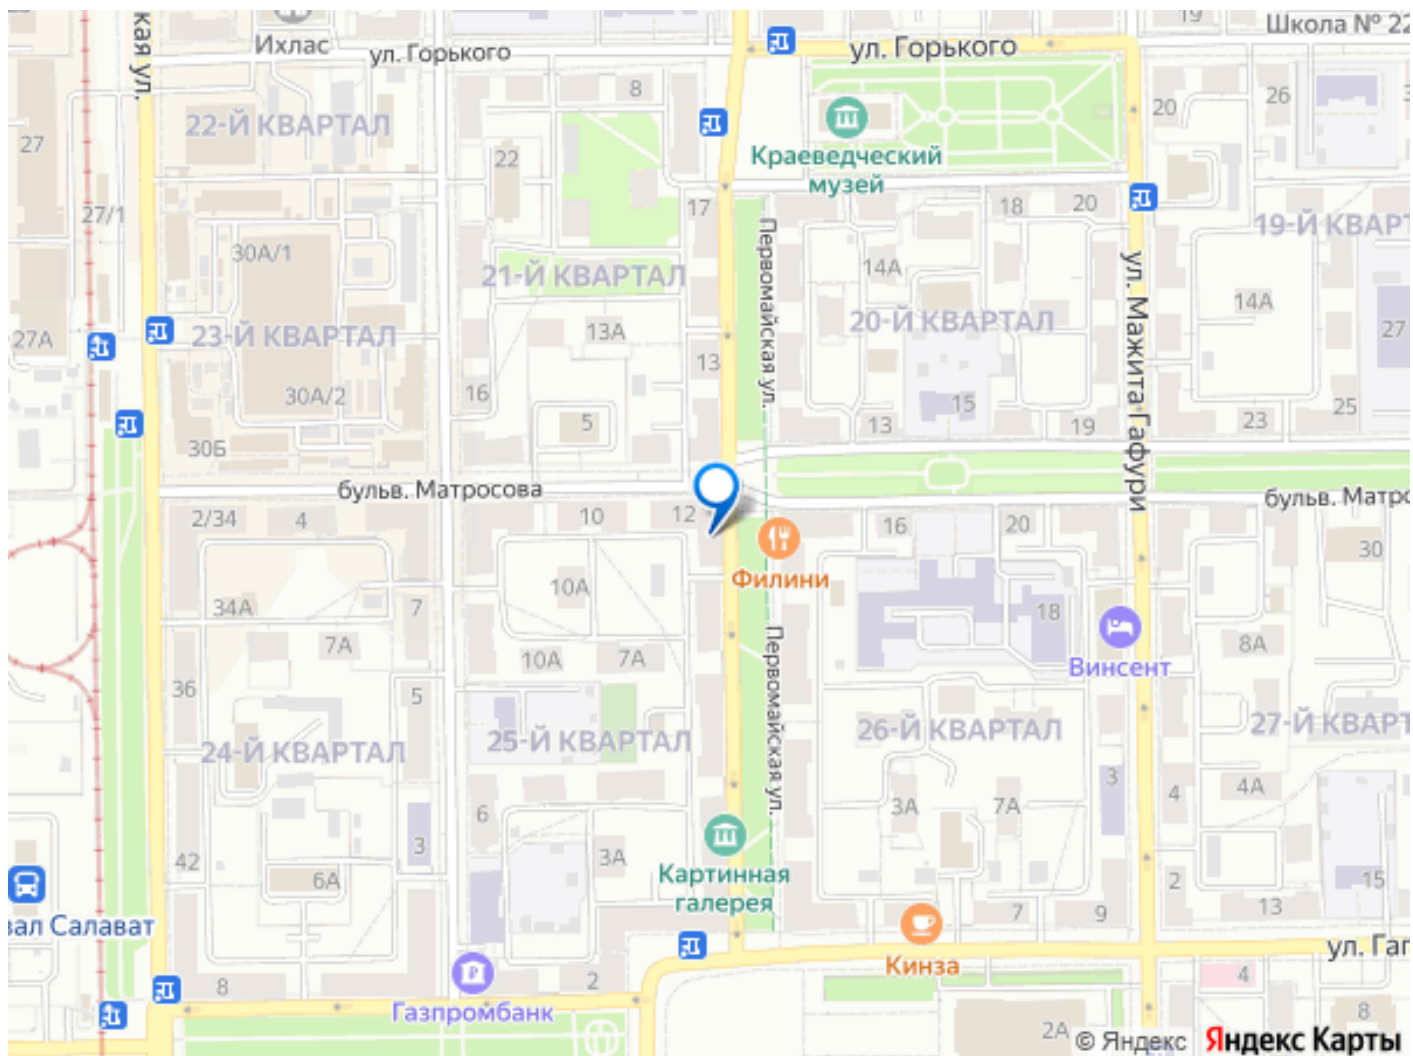 Школа № 22
19
ул. Горького
Ихлас
ул. Горького
кая ул.
8
20
26
27
22-Й КВАРТАЛ
22
Краеведческий
музей
27/1
17
18
20
19-Й КВАРТ
30А/1
21-Й КВАРТАЛ
14А
Первомайская ул.
ул. Мажита Гафури
14А
27А
23-Й КВАРТАЛ
13А
20-Й КВАРТАЛ
27
13
30А/2
16
15
5
13
19
23
25
30Б
бульв. Матросова
бульв. Матро
2/34
4
10
12
16
20
30
Филини
10А
34А
7
18
7А
10А
7А
Винсент
8А
36
5
Первомайская ул.
24-Й КВАРТАЛ
25-Й КВАРТАЛ
26-Й КВАРТАЛ
27-Й КВАРТ
3
4
4А
6
3А
7А
3
42
6А
3А
Картинная
галерея
2
15
зал Салават
7
9
13
Кинза
ул. Гаг
8
2
4
Газпромбанк
2А
8
© Яндекс
Яндекс Карты